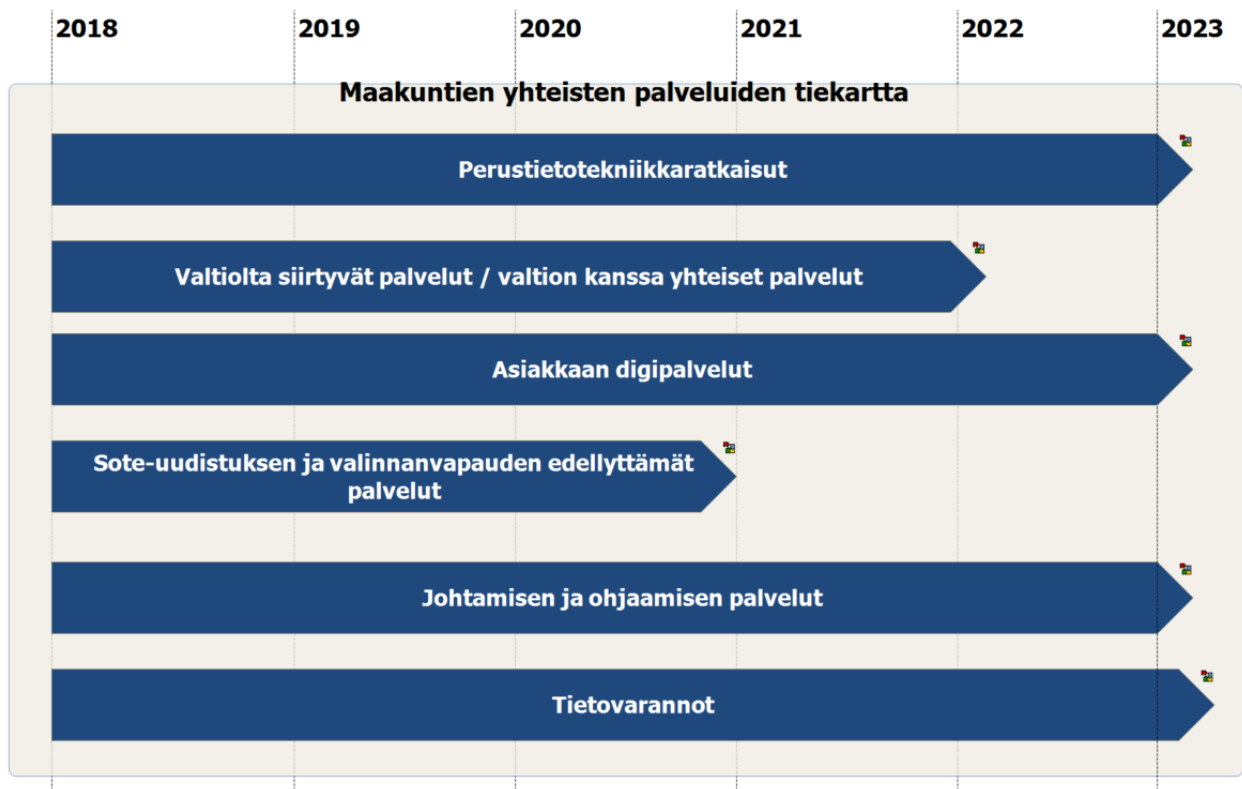 2018 2019 2020 2021 2022 2023
Maakuntien yhteisten palveluiden tiekartta
Perustietotekniikkaratkaisut
Valtiolta siirtyvät palvelut / valtion kanssa yhteiset palvelut
Asiakkaan digipalvelut
Sote-uudistuksen ja valinnanvapauden edellyttämät
palvelut
Johtamisen ja ohjaamisen palvelut
Tietovarannot